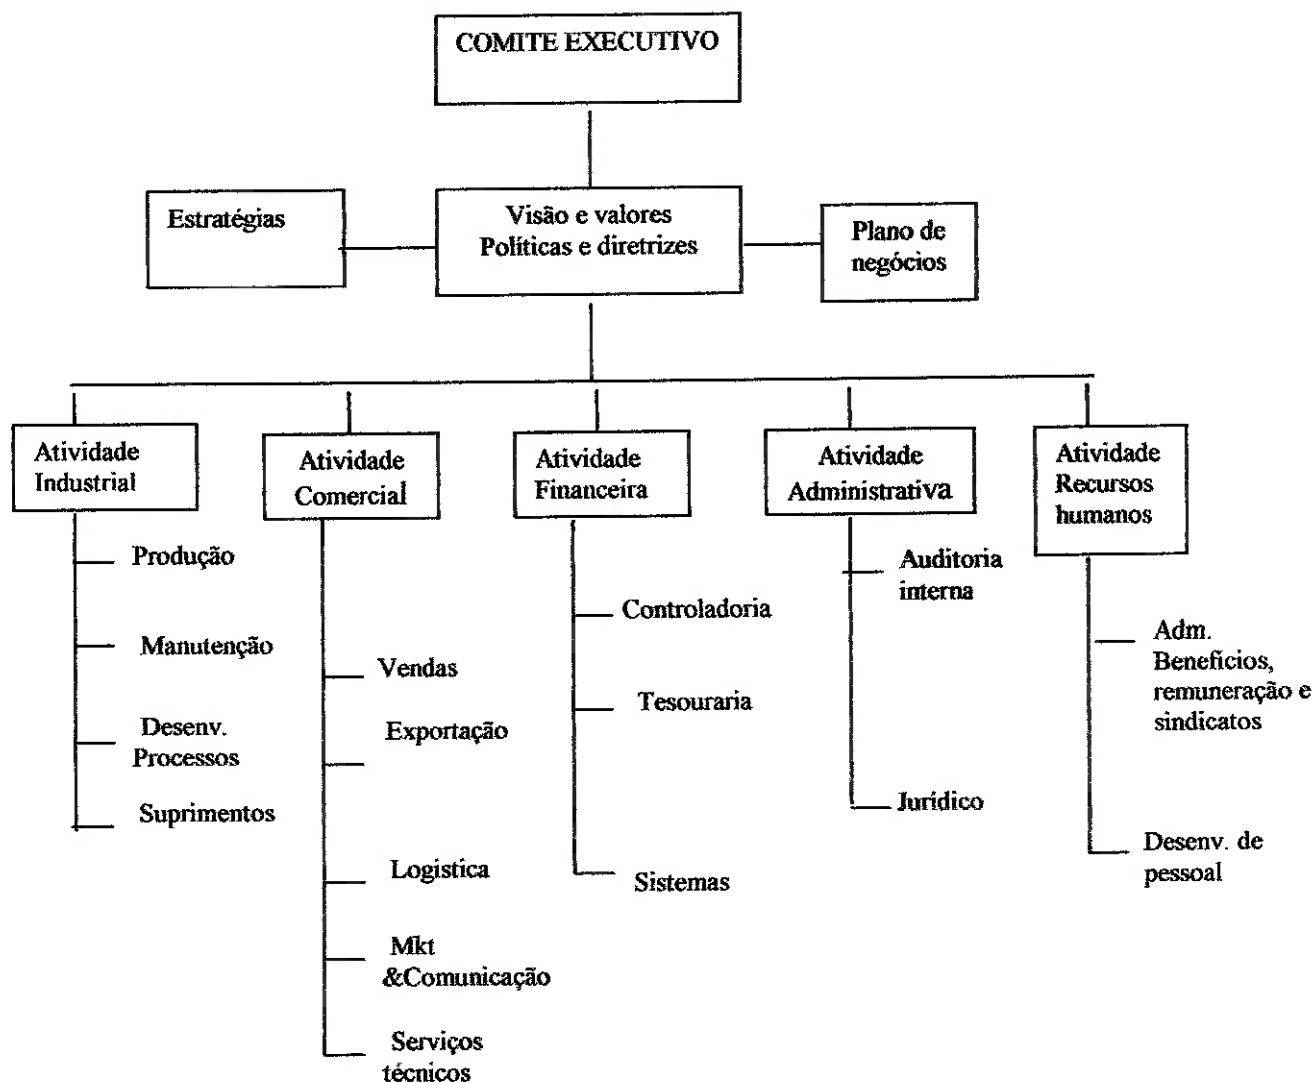 COMITE EXECUTIVO
Estratégias
Visão e valores
Políticas e diretrizes
Plano de
negócios
Atividade
Industrial
Atividade
Comercial
Atividade
Financeira
Atividade
Administrativa
Atividade
Recursos
humanos
Produção
Manutenção
Desenv.
Processos
Suprimentos
Vendas
Exportação
Logistica
Mkt
&Comunicação
Serviços
técnicos
Controladoria
Tesouraria
Sistemas
Auditoria
interna
Jurídico
Adm.
Benefícios,
remuneração e
sindicatos
Desenv. de
pessoal